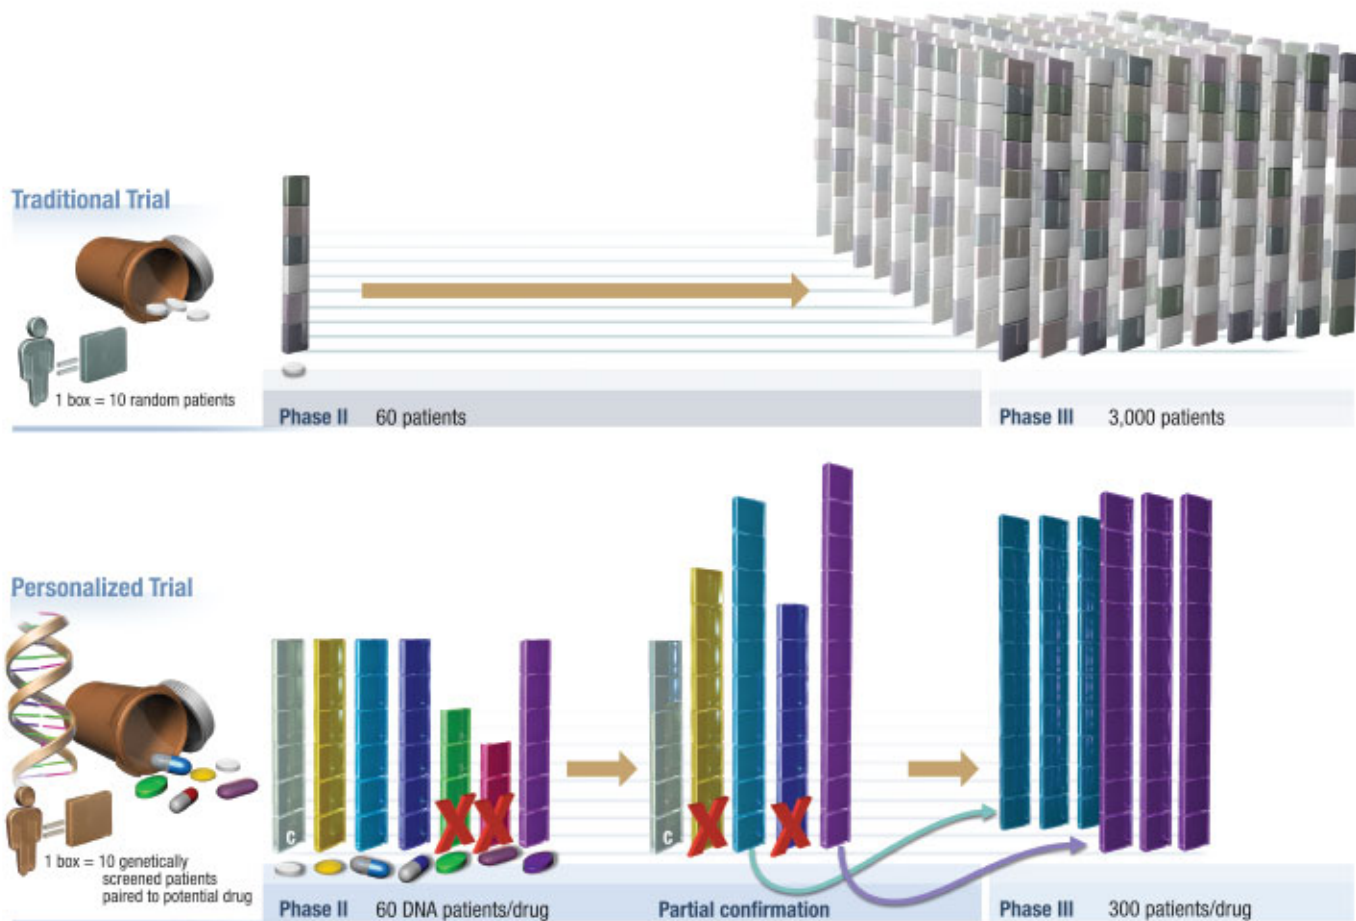 Traditional Trial
1 box = 10 random patients
Phase II 60 patients
Phase III 3,000 patients
Personalized Trial
C
C
1 box = 10 genetically
screened patients
paired to potential drug
Phase II 60 DNA patients/drug
Partial confirmation
Phase III 300 patients/drug